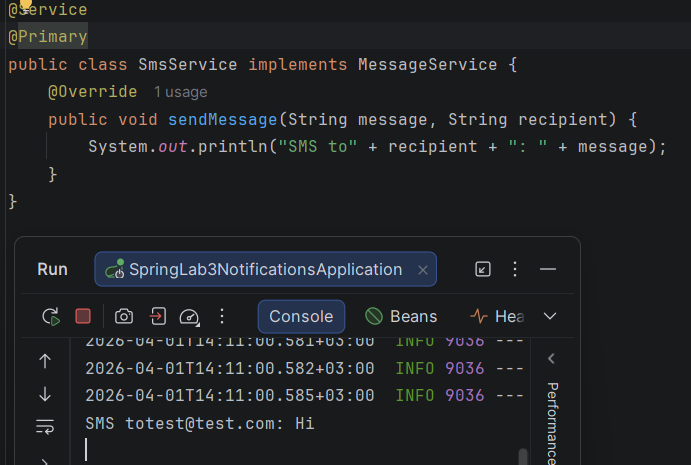 @Service
@Primary
public class SmsService implements MessageService {
@Override 1 usage
public void sendMessage(String message, String recipient) {
System.out.println("SMS to" + recipient + ": " + message);
}
}
Run SpringLab3NotificationsApplication ×
Console Beans Hea
2026-04-01T14:11:00.581+03:00 INFO 9036 ---
2026-04-01T14:11:00.582+03:00 INFO 9036 ---
2026-04-01T14:11:00.585+03:00 INFO 9036 ---
SMS totest@test.com: Hi
Performance